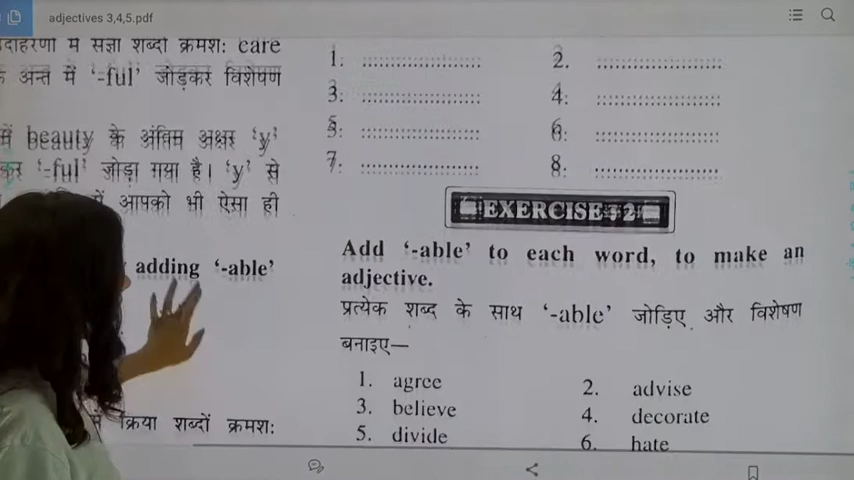 adjectives 3,4,5.pdf
संज्ञा शब्दों क्रमश: care
अन्त में ‘-ful’ जोड़कर विशेषण
में beauty के अंतिम अक्षर ‘y’
कर ‘-ful’ जोड़ा गया है। ‘y’ से
में आपको भी ऐसा ही
adding ‘-able’
में क्रिया शब्दों क्रमश:
1. ........................ 2. ........................
3. ........................ 4. ........................
5. ........................ 6. ........................
7. ........................ 8. ........................
EXERCISE–2
Add ‘-able’ to each word, to make an
adjective.
प्रत्येक शब्द के साथ ‘-able’ जोड़िए और विशेषण
बनाइए—
1. agree 2. advise
3. believe 4. decorate
5. divide 6. hate